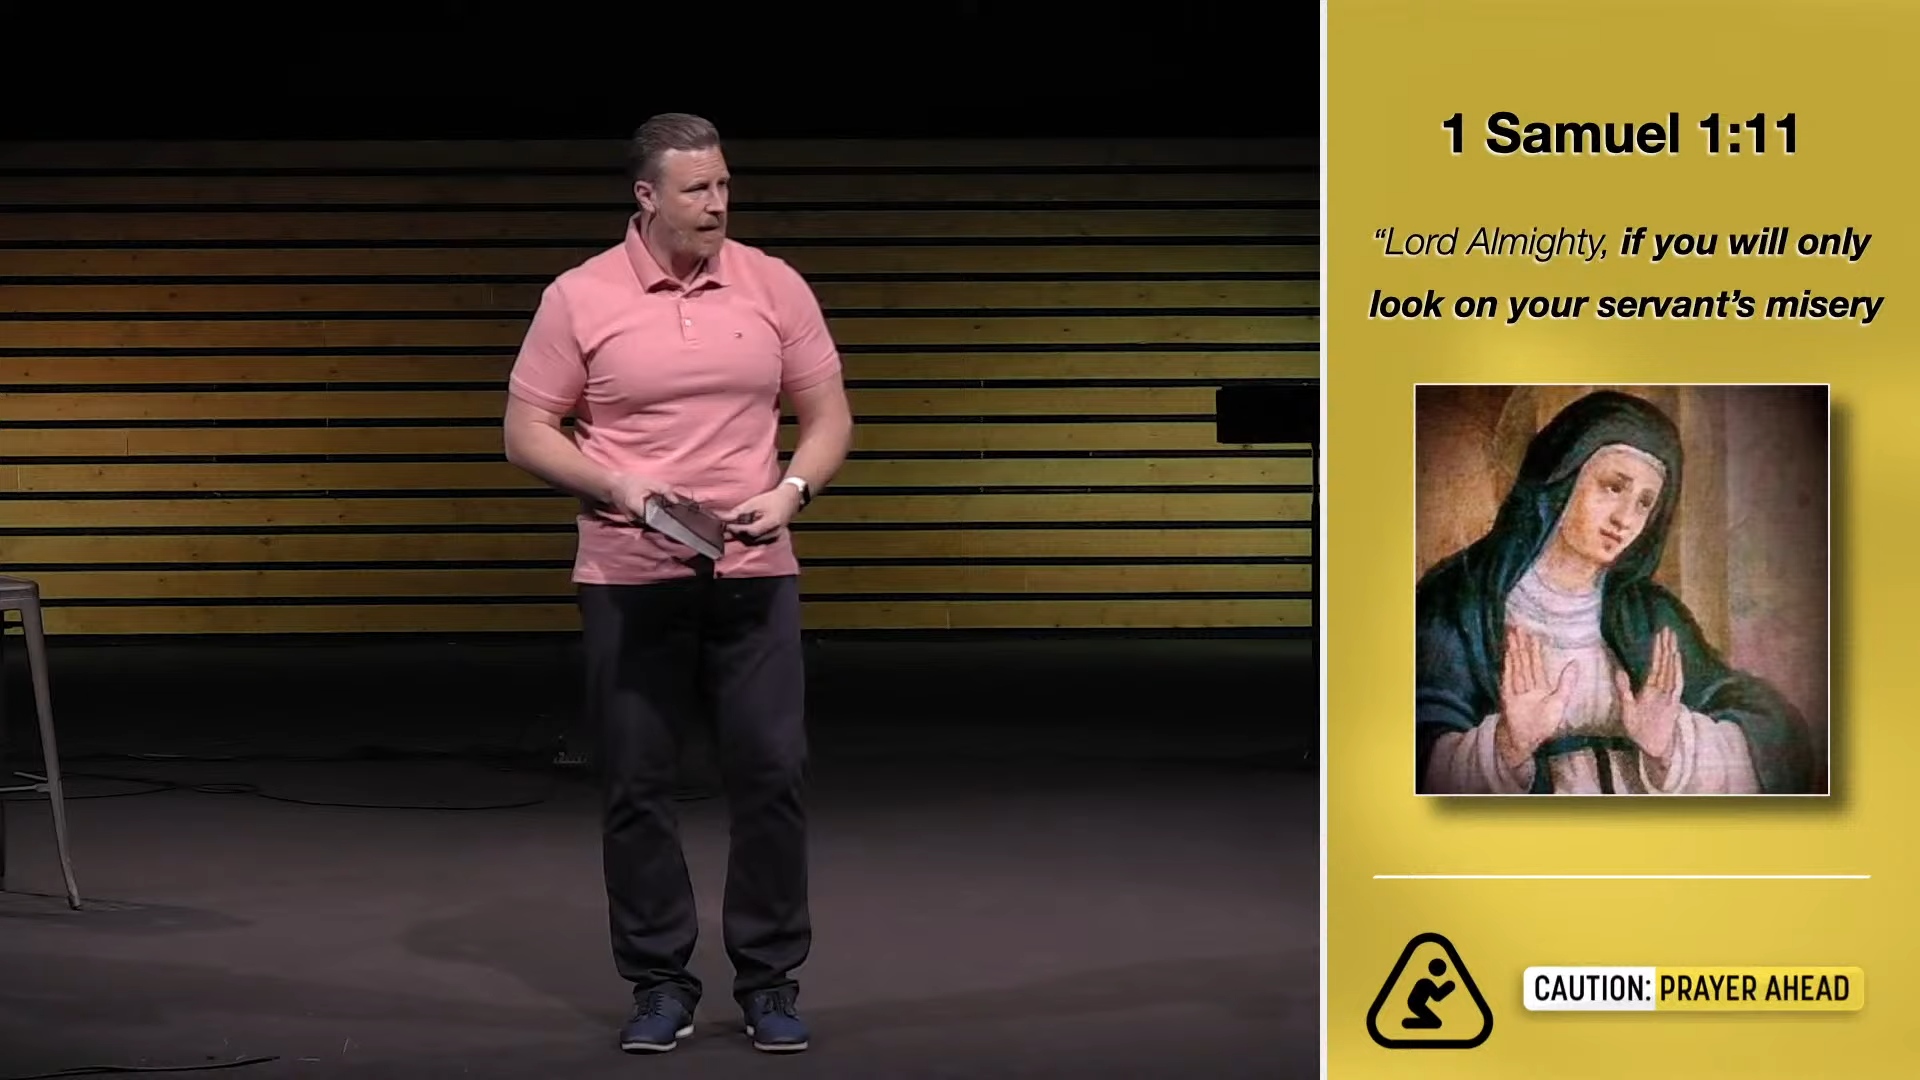 1 Samuel 1:11
“Lord Almighty, if you will only
look on your servant’s misery
CAUTION: PRAYER AHEAD